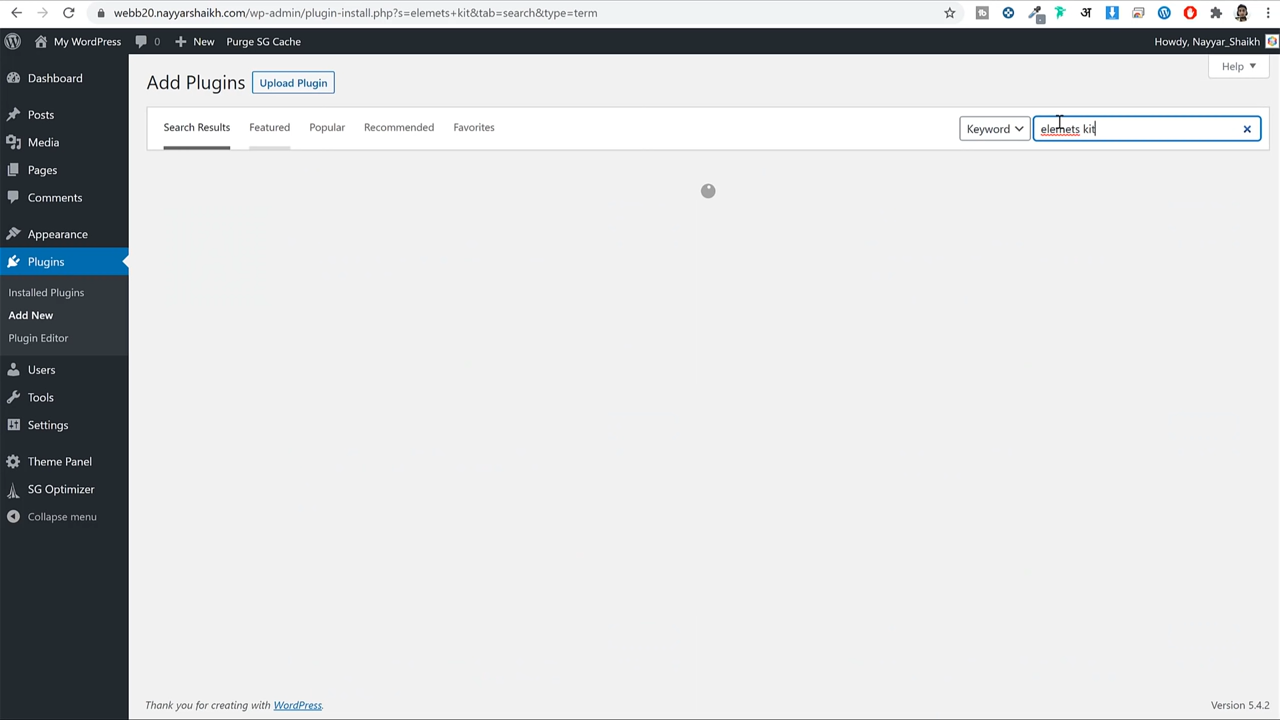 webb20.nayyarshaikh.com/wp-admin/plugin-install.php?s=elemets+kit&tab=search&type=term
My WordPress 0 New Purge SG Cache Howdy, Nayyar_Shaikh
Help
Dashboard
Posts
Media
Pages
Comments
Appearance
Plugins
Installed Plugins
Add New
Plugin Editor
Users
Tools
Settings
Theme Panel
SG Optimizer
Collapse menu
Add Plugins Upload Plugin
Search Results Featured Popular Recommended Favorites Keyword elemets kit
Thank you for creating with WordPress. Version 5.4.2